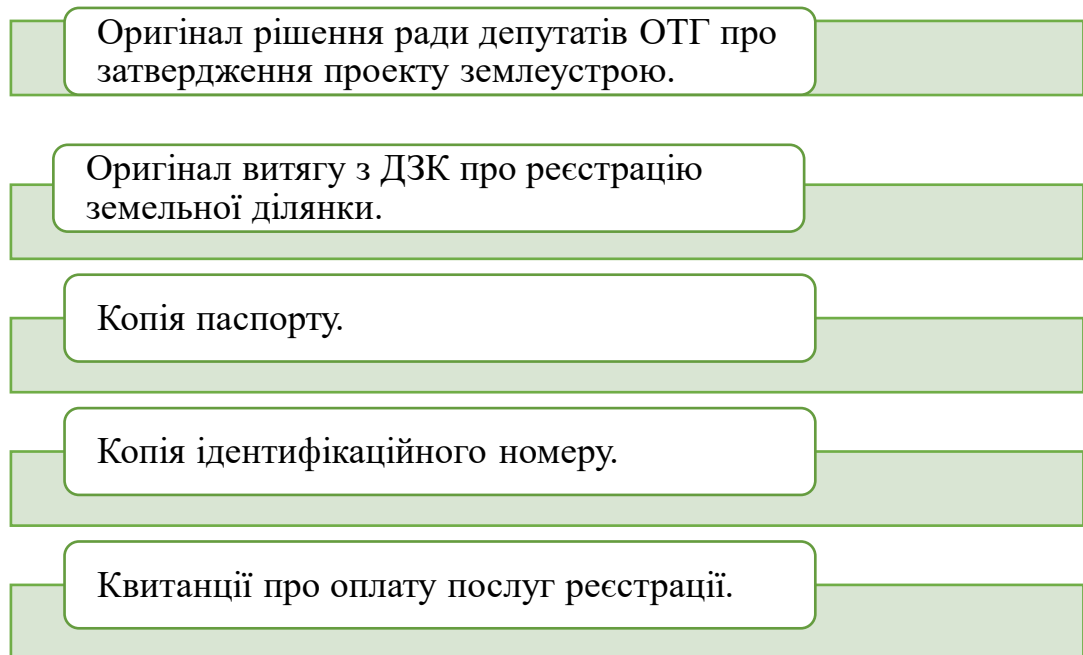 Оригінал рішення ради депутатів ОТГ про
затвердження проекту землеустрою.
Оригінал витягу з ДЗК про реєстрацію
земельної ділянки.
Копія паспорту.
Копія ідентифікаційного номеру.
Квитанції про оплату послуг реєстрації.